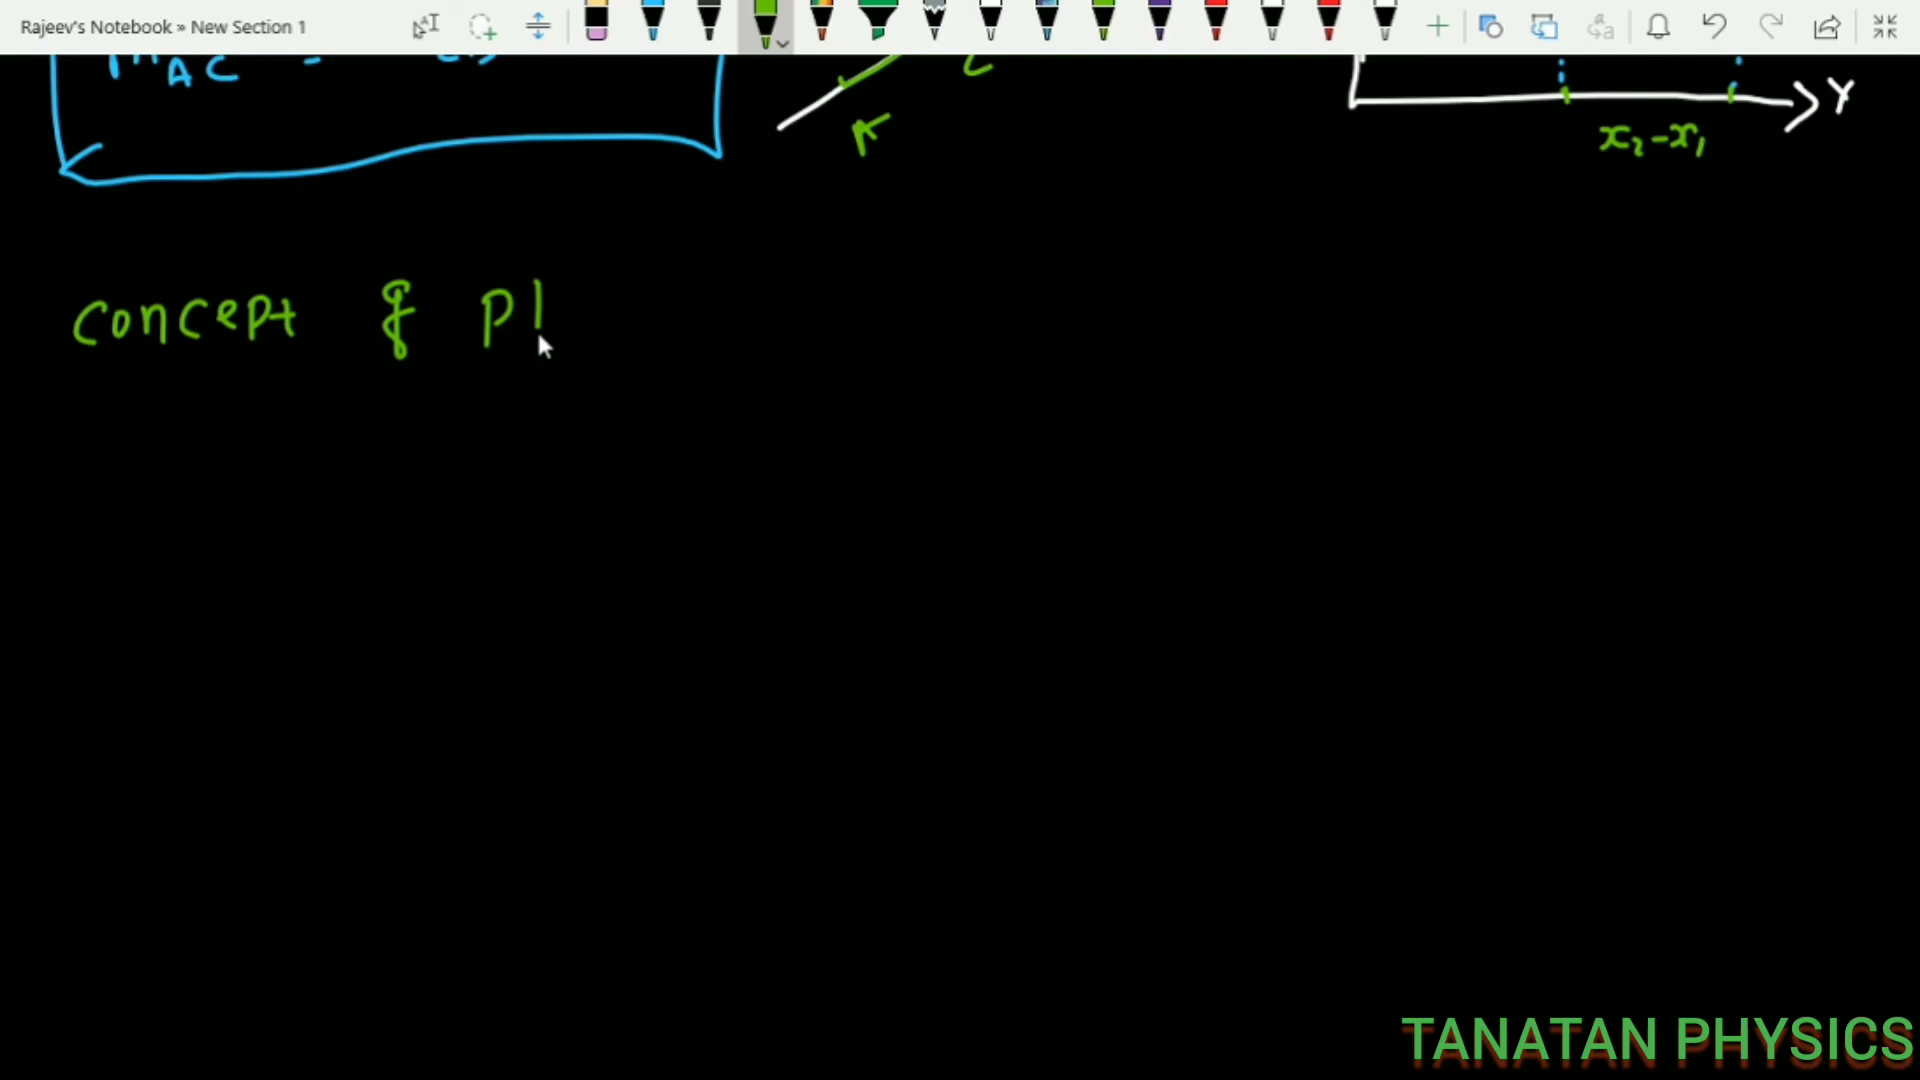 Rajeev's Notebook » New Section 1
Y
x₂-x₁
concept of pl
TANATAN PHYSICS